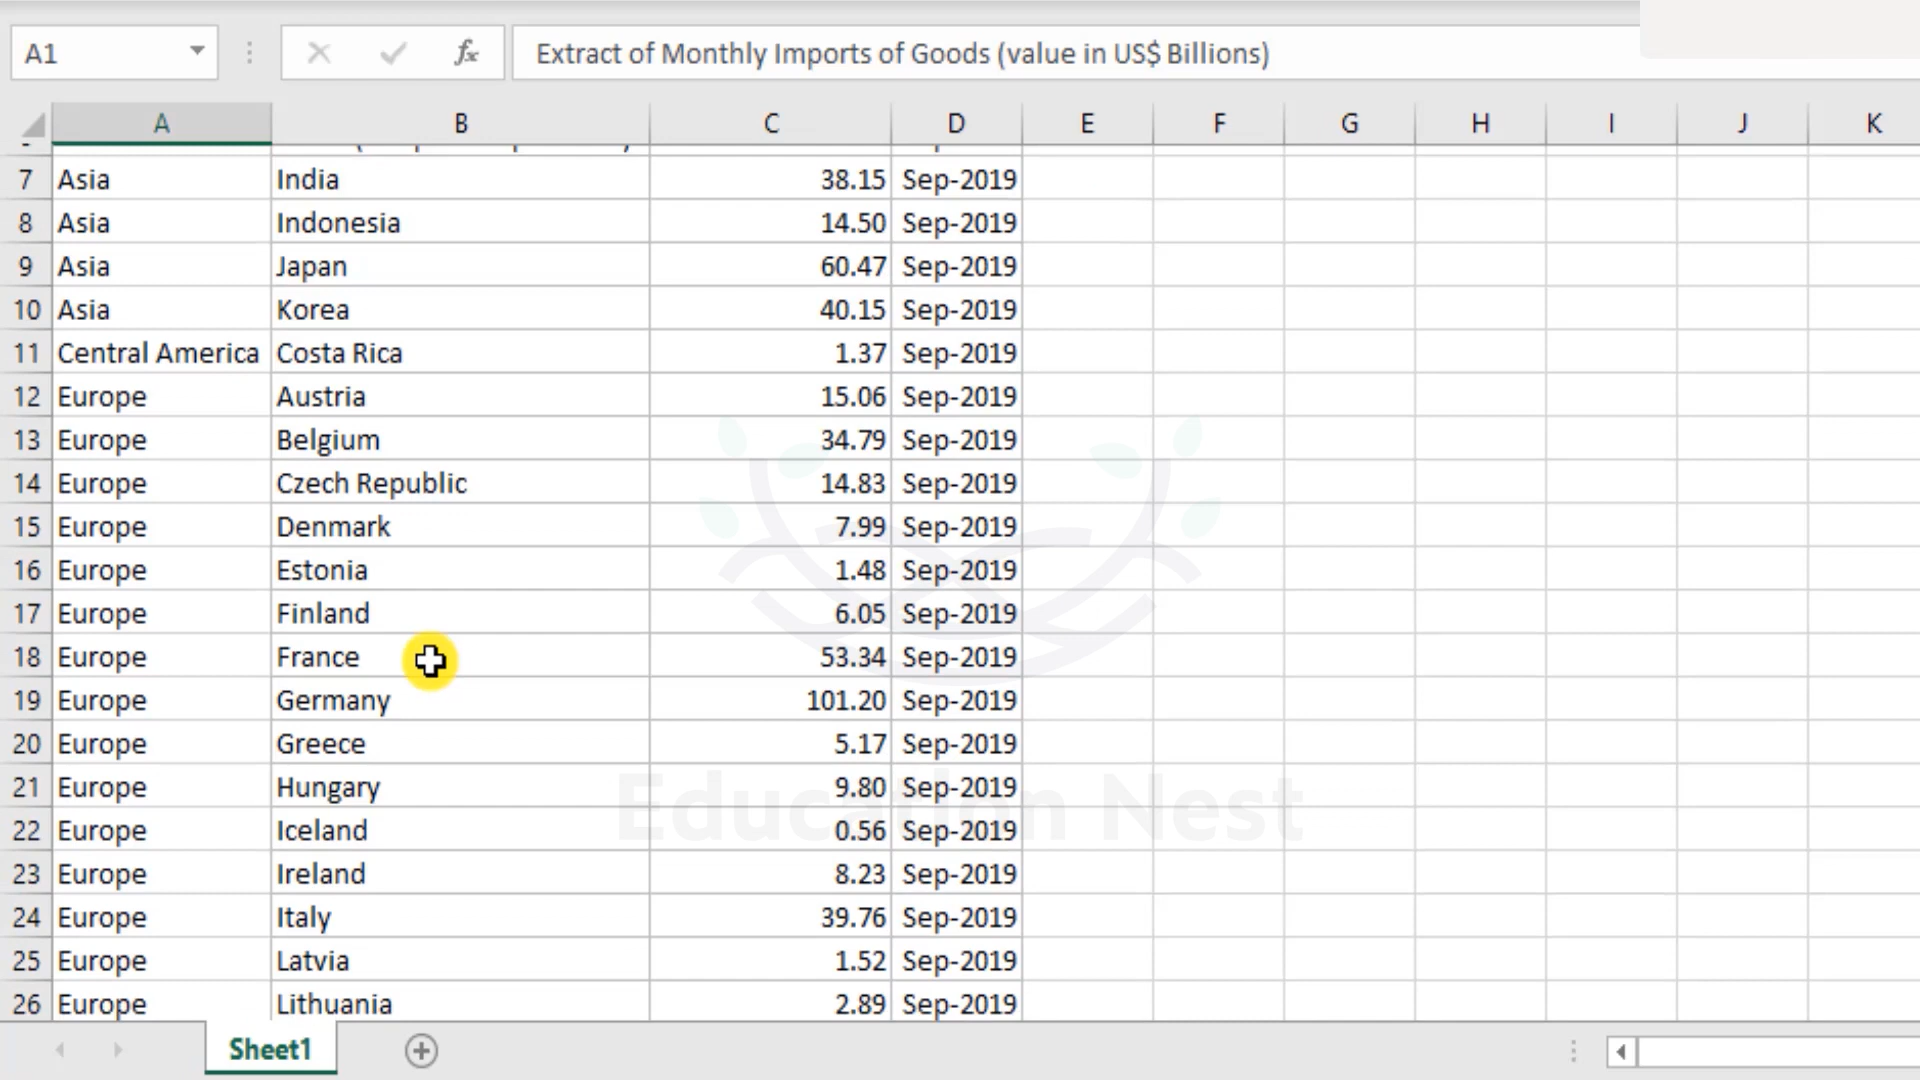 A1 fx Extract of Monthly Imports of Goods (value in US$ Billions)
A B C D E F G H I J K
7 Asia India 38.15 Sep-2019
8 Asia Indonesia 14.50 Sep-2019
9 Asia Japan 60.47 Sep-2019
10 Asia Korea 40.15 Sep-2019
11 Central America Costa Rica 1.37 Sep-2019
12 Europe Austria 15.06 Sep-2019
13 Europe Belgium 34.79 Sep-2019
14 Europe Czech Republic 14.83 Sep-2019
15 Europe Denmark 7.99 Sep-2019
16 Europe Estonia 1.48 Sep-2019
17 Europe Finland 6.05 Sep-2019
18 Europe France 53.34 Sep-2019
19 Europe Germany 101.20 Sep-2019
20 Europe Greece 5.17 Sep-2019
21 Europe Hungary 9.80 Sep-2019
Education Nest
22 Europe Iceland 0.56 Sep-2019
23 Europe Ireland 8.23 Sep-2019
24 Europe Italy 39.76 Sep-2019
25 Europe Latvia 1.52 Sep-2019
26 Europe Lithuania 2.89 Sep-2019
Sheet1